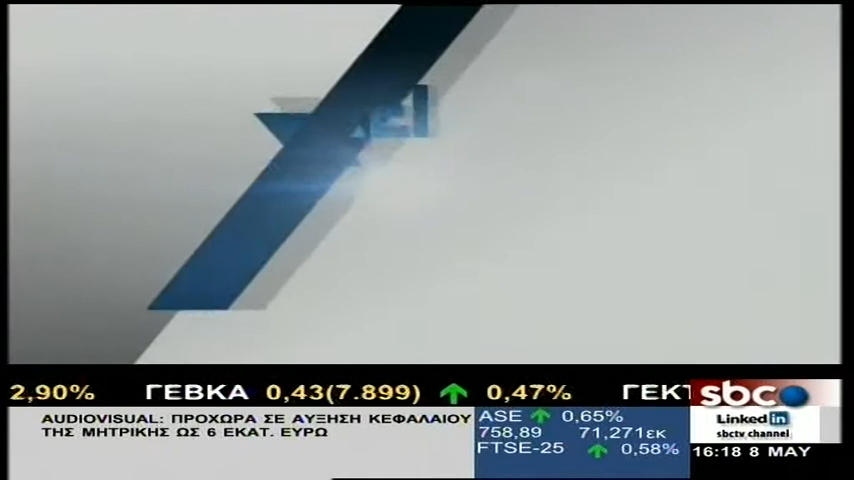 2,90% ΓΕΒΚΑ 0,43(7.899) 0,47% ΓΕΚΤ
sbc
AUDIOVISUAL: ΠΡΟΧΩΡΑ ΣΕ ΑΥΞΗΣΗ ΚΕΦΑΛΑΙΟΥ
ΤΗΣ ΜΗΤΡΙΚΗΣ ΩΣ 6 ΕΚΑΤ. ΕΥΡΩ
ASE 0,65%
758,89 71,271εκ
FTSE-25 0,58%
Linked in
sbctv channel
16:18 8 MAY